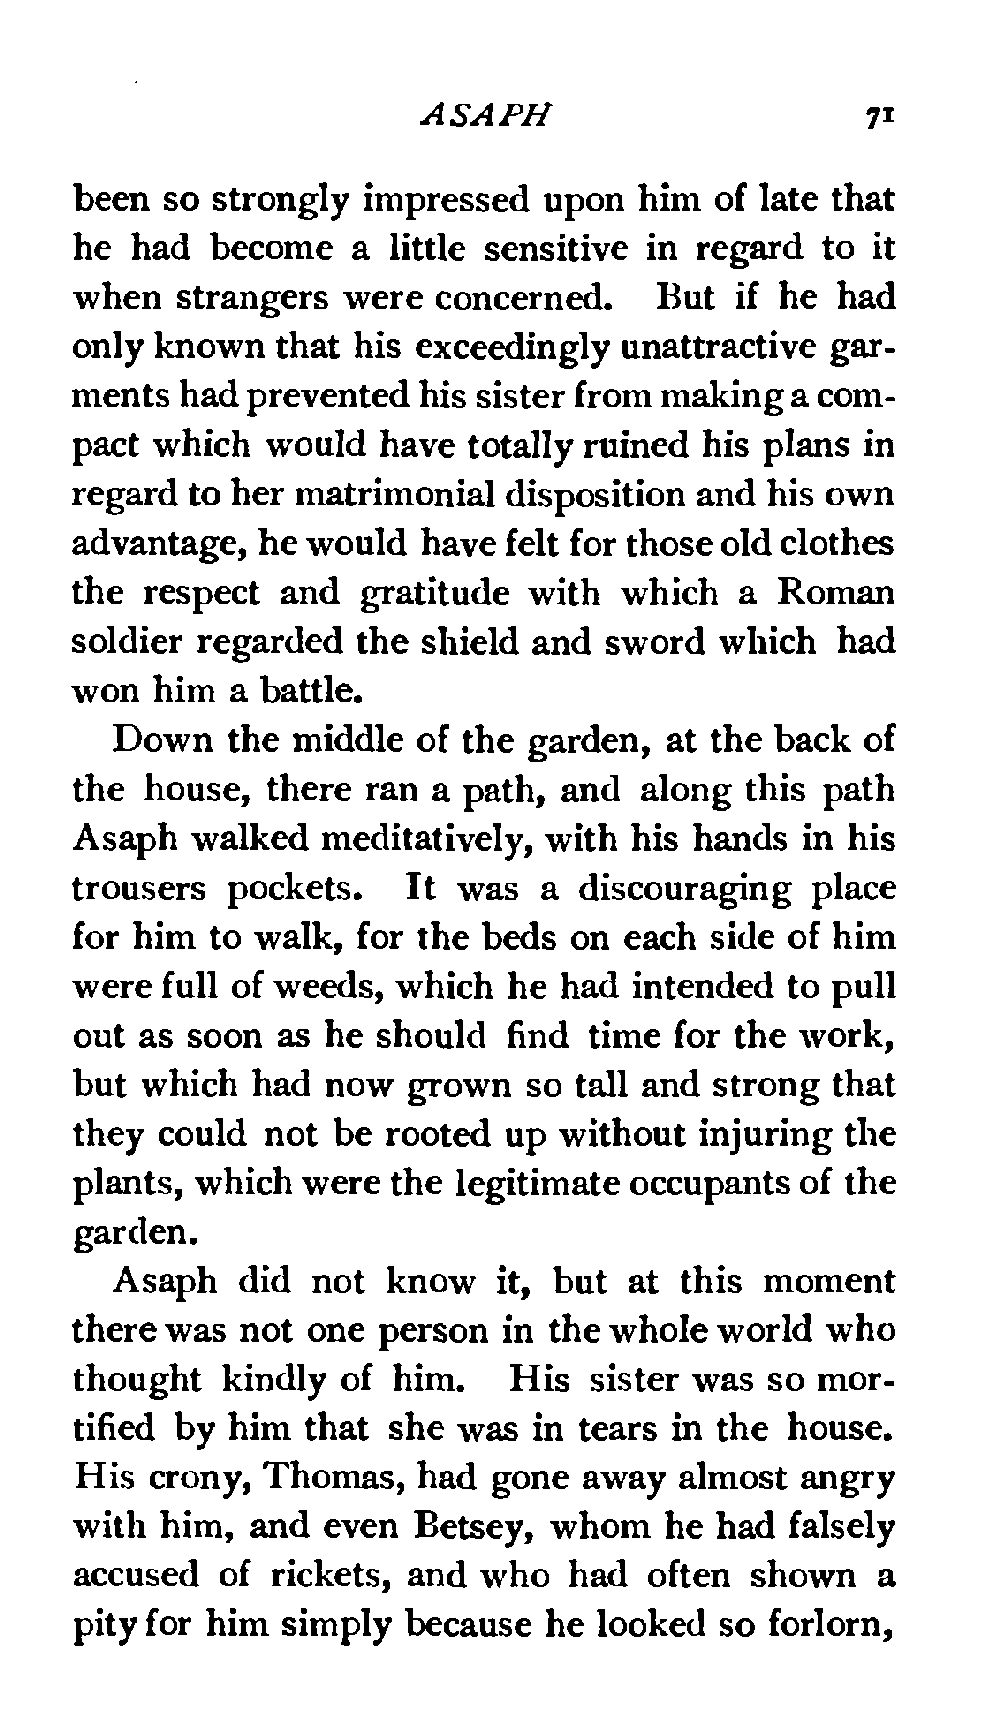 ASAPH 71
been so strongly impressed upon him of late that
he had become a little sensitive in regard to it
when strangers were concerned. But if he had
only known that his exceedingly unattractive gar-
ments had prevented his sister from making a com-
pact which would have totally ruined his plans in
regard to her matrimonial disposition and his own
advantage, he would have felt for those old clothes
the respect and gratitude with which a Roman
soldier regarded the shield and sword which had
won him a battle.
Down the middle of the garden, at the back of
the house, there ran a path, and along this path
Asaph walked meditatively, with his hands in his
trousers pockets. It was a discouraging place
for him to walk, for the beds on each side of him
were full of weeds, which he had intended to pull
out as soon as he should find time for the work,
but which had now grown so tall and strong that
they could not be rooted up without injuring the
plants, which were the legitimate occupants of the
garden.
Asaph did not know it, but at this moment
there was not one person in the whole world who
thought kindly of him. His sister was so mor-
tified by him that she was in tears in the house.
His crony, Thomas, had gone away almost angry
with him, and even Betsey, whom he had falsely
accused of rickets, and who had often shown a
pity for him simply because he looked so forlorn,